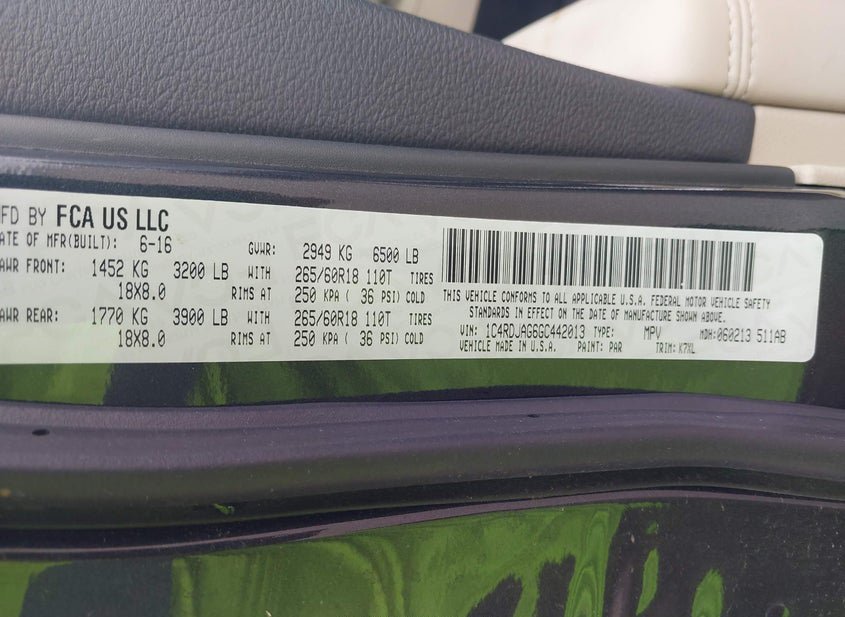 FD BY FCA US LLC
ATE OF MFR(BUILT): 6-16 GVWR: 2949 KG 6500 LB
AWR FRONT: 1452 KG 3200 LB WITH 265/60R18 110T TIRES
18X8.0 RIMS AT 250 KPA ( 36 PSI) COLD
AWR REAR: 1770 KG 3900 LB WITH 265/60R18 110T TIRES
18X8.0 RIMS AT 250 KPA ( 36 PSI) COLD
THIS VEHICLE CONFORMS TO ALL APPLICABLE U.S.A. FEDERAL MOTOR VEHICLE SAFETY
STANDARDS IN EFFECT ON THE DATE OF MANUFACTURE SHOWN ABOVE.
VIN: 1C4RDJAG6GC442013 TYPE: MPV MDH: 060213 511AB
VEHICLE MADE IN U.S.A. PAINT: PAR TRIM: K7XL